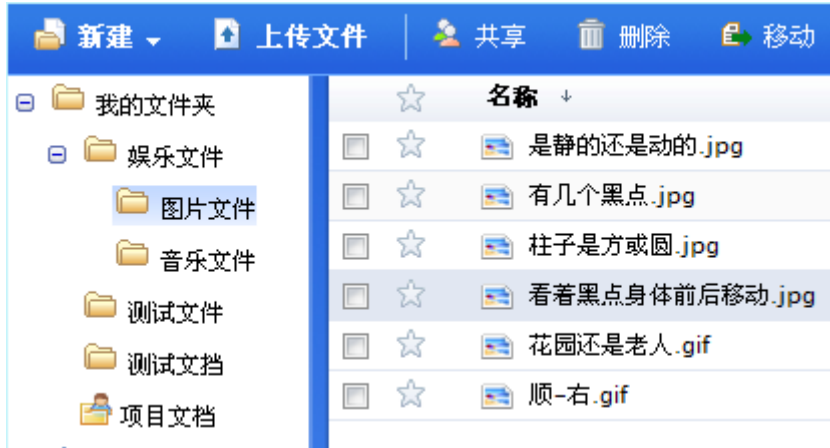 新建 上传文件 共享 删除 移动
我的文件夹
娱乐文件
图片文件
音乐文件
测试文件
测试文挡
项目文档
名称
是静的还是动的.jpg
有几个黑点.jpg
柱子是方或圆.jpg
看着黑点身体前后移动.jpg
花园还是老人.gif
顺-右.gif